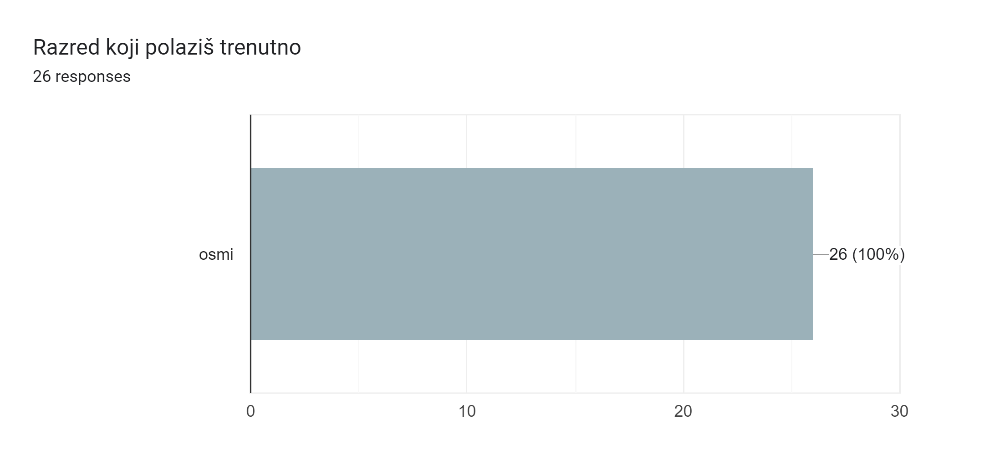 Razred koji polaziš trenutno
26 responses
osmi
26 (100%)
0 10 20 30